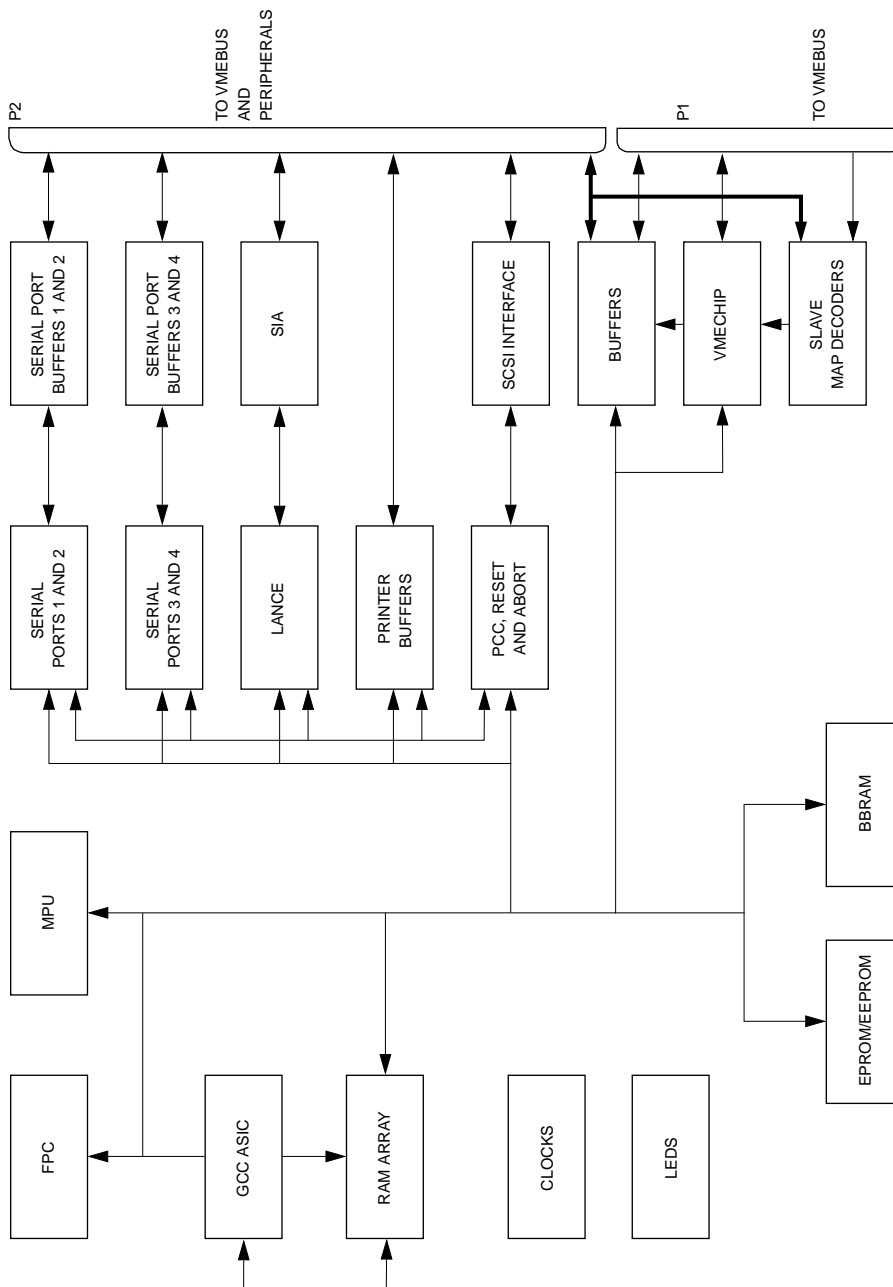 P2
TO VMEBUS
AND
PERIPHERALS
P1
TO VMEBUS
SERIAL PORT
BUFFERS 1 AND 2
SERIAL PORT
BUFFERS 3 AND 4
SIA
SCSI INTERFACE
BUFFERS
VMECHIP
SLAVE
MAP DECODERS
SERIAL
PORTS 1 AND 2
SERIAL
PORTS 3 AND 4
LANCE
PRINTER
BUFFERS
PCC, RESET
AND ABORT
MPU
BBRAM
FPC
GCC ASIC
RAM ARRAY
CLOCKS
LEDS
EPROM/EEPROM